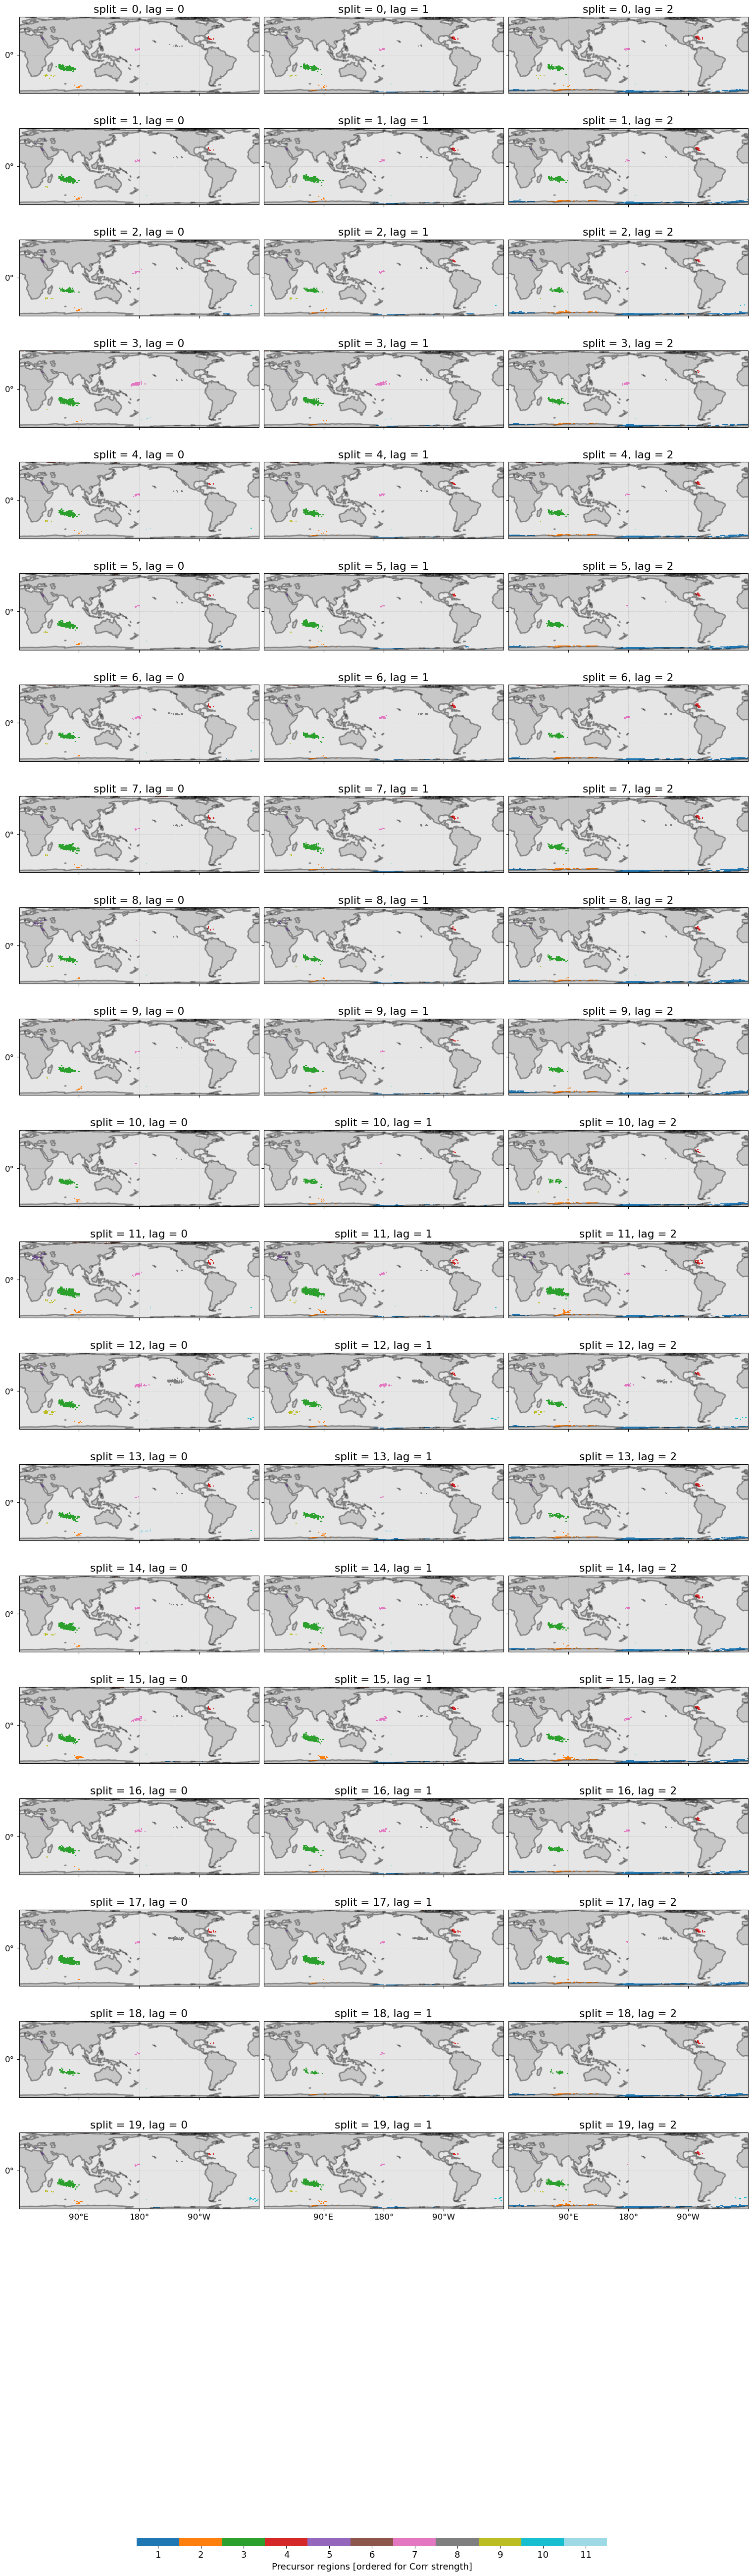 split = 0, lag = 0 split = 0, lag = 1 split = 0, lag = 2
0°
split = 1, lag = 0 split = 1, lag = 1 split = 1, lag = 2
0°
split = 2, lag = 0 split = 2, lag = 1 split = 2, lag = 2
0°
split = 3, lag = 0 split = 3, lag = 1 split = 3, lag = 2
0°
split = 4, lag = 0 split = 4, lag = 1 split = 4, lag = 2
0°
split = 5, lag = 0 split = 5, lag = 1 split = 5, lag = 2
0°
split = 6, lag = 0 split = 6, lag = 1 split = 6, lag = 2
0°
split = 7, lag = 0 split = 7, lag = 1 split = 7, lag = 2
0°
split = 8, lag = 0 split = 8, lag = 1 split = 8, lag = 2
0°
split = 9, lag = 0 split = 9, lag = 1 split = 9, lag = 2
0°
split = 10, lag = 0 split = 10, lag = 1 split = 10, lag = 2
0°
split = 11, lag = 0 split = 11, lag = 1 split = 11, lag = 2
0°
split = 12, lag = 0 split = 12, lag = 1 split = 12, lag = 2
0°
split = 13, lag = 0 split = 13, lag = 1 split = 13, lag = 2
0°
split = 14, lag = 0 split = 14, lag = 1 split = 14, lag = 2
0°
split = 15, lag = 0 split = 15, lag = 1 split = 15, lag = 2
0°
split = 16, lag = 0 split = 16, lag = 1 split = 16, lag = 2
0°
split = 17, lag = 0 split = 17, lag = 1 split = 17, lag = 2
0°
split = 18, lag = 0 split = 18, lag = 1 split = 18, lag = 2
0°
split = 19, lag = 0 split = 19, lag = 1 split = 19, lag = 2
0°
90°E 180° 90°W 90°E 180° 90°W 90°E 180° 90°W
1 2 3 4 5 6 7 8 9 10 11
Precursor regions [ordered for Corr strength]